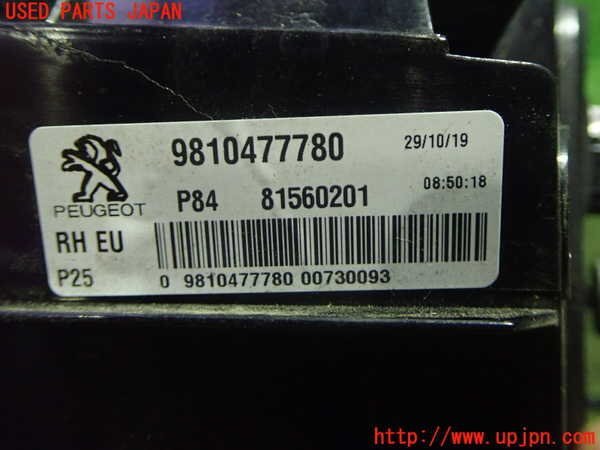 USED PARTS JAPAN
9810477780
29/10/19
PEUGEOT
P84 81560201
08:50:18
RH EU
P25
0 9810477780 00730093
http://www.upjpn.com/